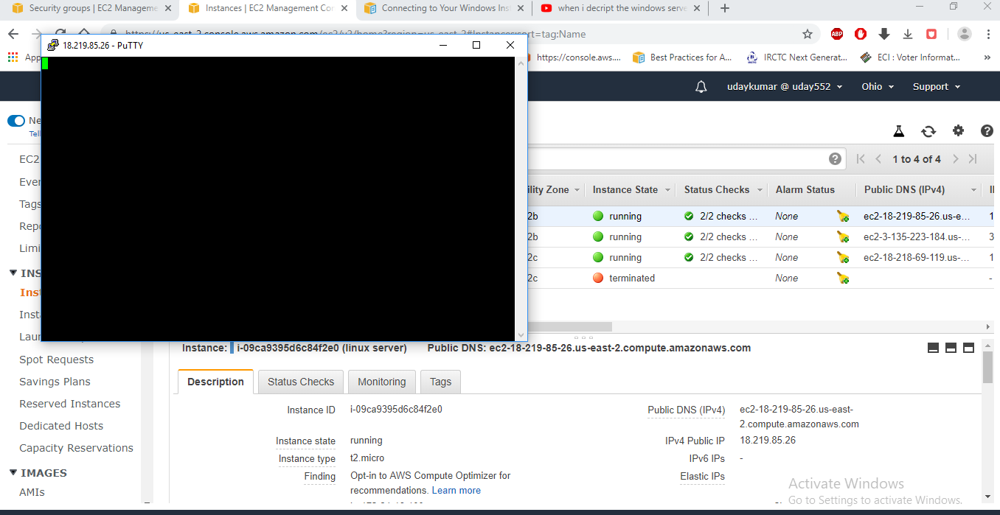 Security groups | EC2 Manageme
Instances | EC2 Management Con
Connecting to Your Windows Ins
when i decript the windows serve
https://us-east-2.console.aws.amazon.com/ec2/v2/home?region=us-east-2#Instances:sort=tag:Name
ABP
App
18.219.85.26 - PuTTY
https://console.aws....
Best Practices for A...
IRCTC Next Generat...
ECI : Voter Informat...
»
udaykumar @ uday552
Ohio
Support
Ne
Tell
EC2
Even
Tags
Repo
Limi
INS
Inst
Inst
Laun
Spot Requests
Savings Plans
Reserved Instances
Dedicated Hosts
Capacity Reservations
IMAGES
AMIs
1 to 4 of 4
ility Zone Instance State Status Checks Alarm Status Public DNS (IPv4)
2b running 2/2 checks ... None ec2-18-219-85-26.us-e... 1
2b running 2/2 checks ... None ec2-3-135-223-184.us-... 3
2c running 2/2 checks ... None ec2-18-218-69-119.us-... 1
2c terminated None -
Instance: i-09ca9395d6c84f2e0 (linux server) Public DNS: ec2-18-219-85-26.us-east-2.compute.amazonaws.com
Description Status Checks Monitoring Tags
Instance ID i-09ca9395d6c84f2e0
Instance state running
Instance type t2.micro
Finding Opt-in to AWS Compute Optimizer for
recommendations. Learn more
Public DNS (IPv4) ec2-18-219-85-26.us-east-
2.compute.amazonaws.com
IPv4 Public IP 18.219.85.26
IPv6 IPs -
Elastic IPs
Activate Windows
Go to Settings to activate Windows.